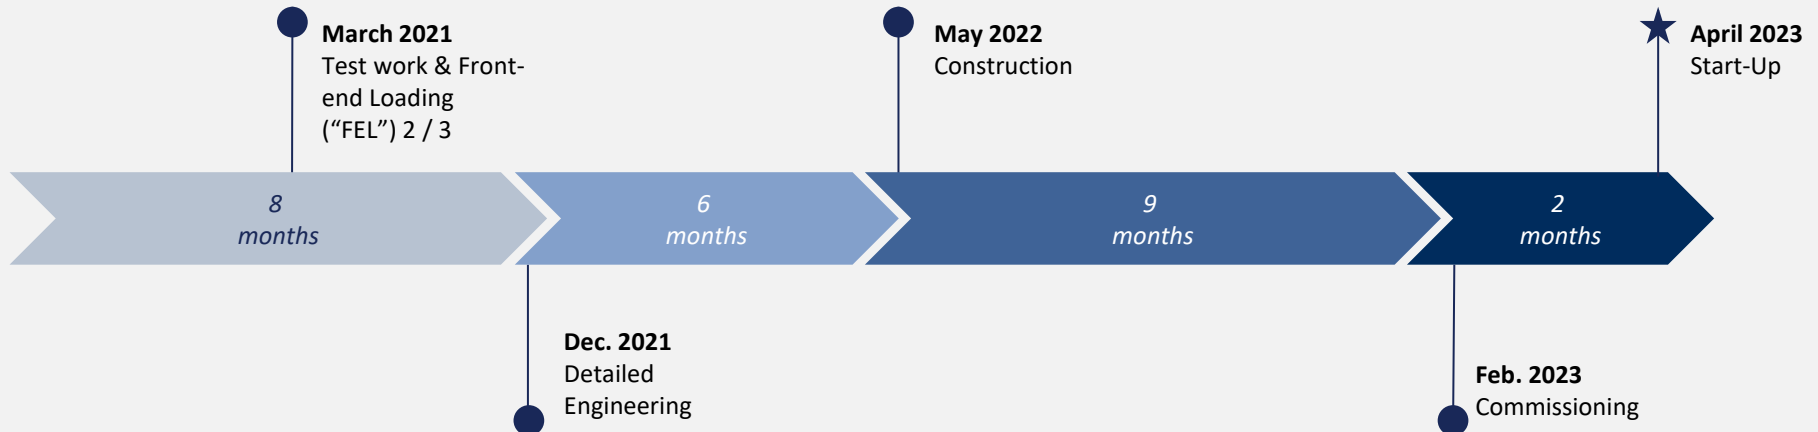 March 2021
Test work & Front-
end Loading
(“FEL”) 2 / 3
May 2022
Construction
April 2023
Start-Up
8
months
6
months
9
months
2
months
Dec. 2021
Detailed
Engineering
Feb. 2023
Commissioning